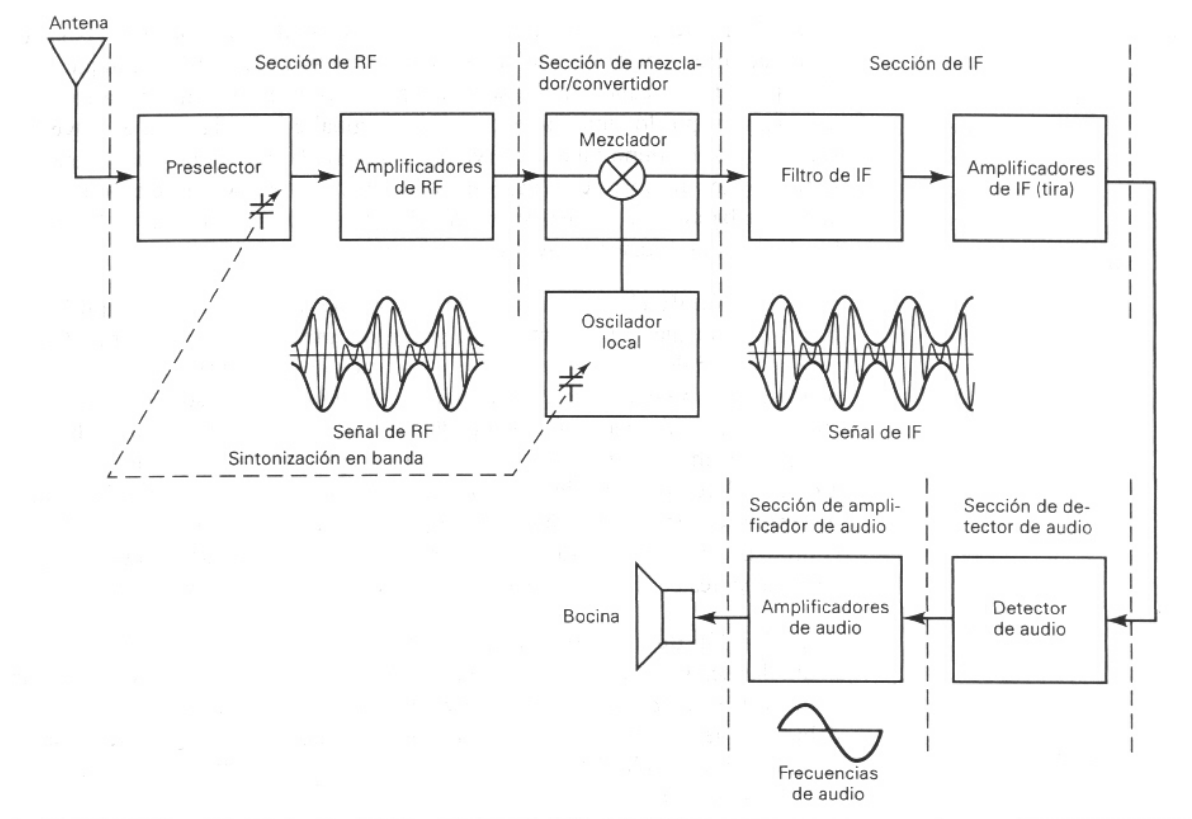 Antena
Sección de RF
Sección de mezcla-
dor/convertidor
Sección de IF
Preselector
Amplificadores
de RF
Mezclador
Filtro de IF
Amplificadores
de IF (tira)
Oscilador
local
Señal de RF
Señal de IF
Sintonización en banda
Sección de ampli-
ficador de audio
Sección de de-
tector de audio
Bocina
Amplificadores
de audio
Detector
de audio
Frecuencias
de audio